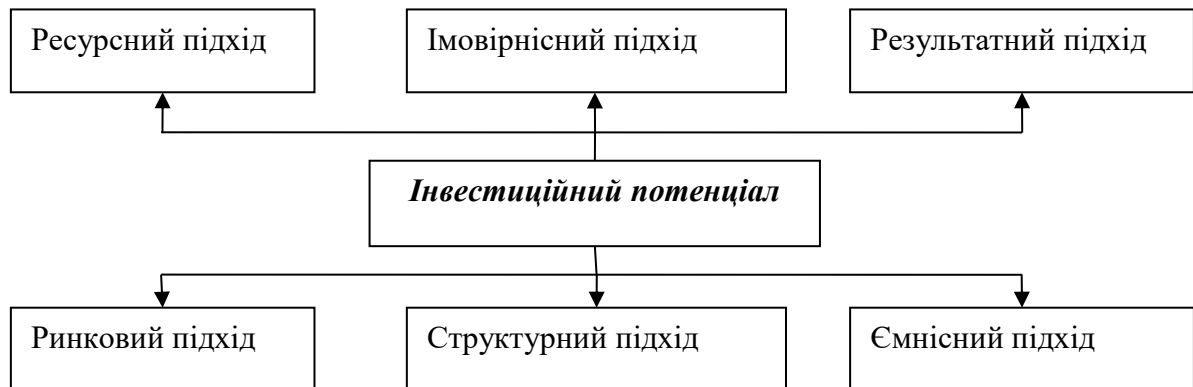 Ресурсний підхід
Імовірнісний підхід
Результатний підхід
Інвестиційний потенціал
Ринковий підхід
Структурний підхід
Ємнісний підхід